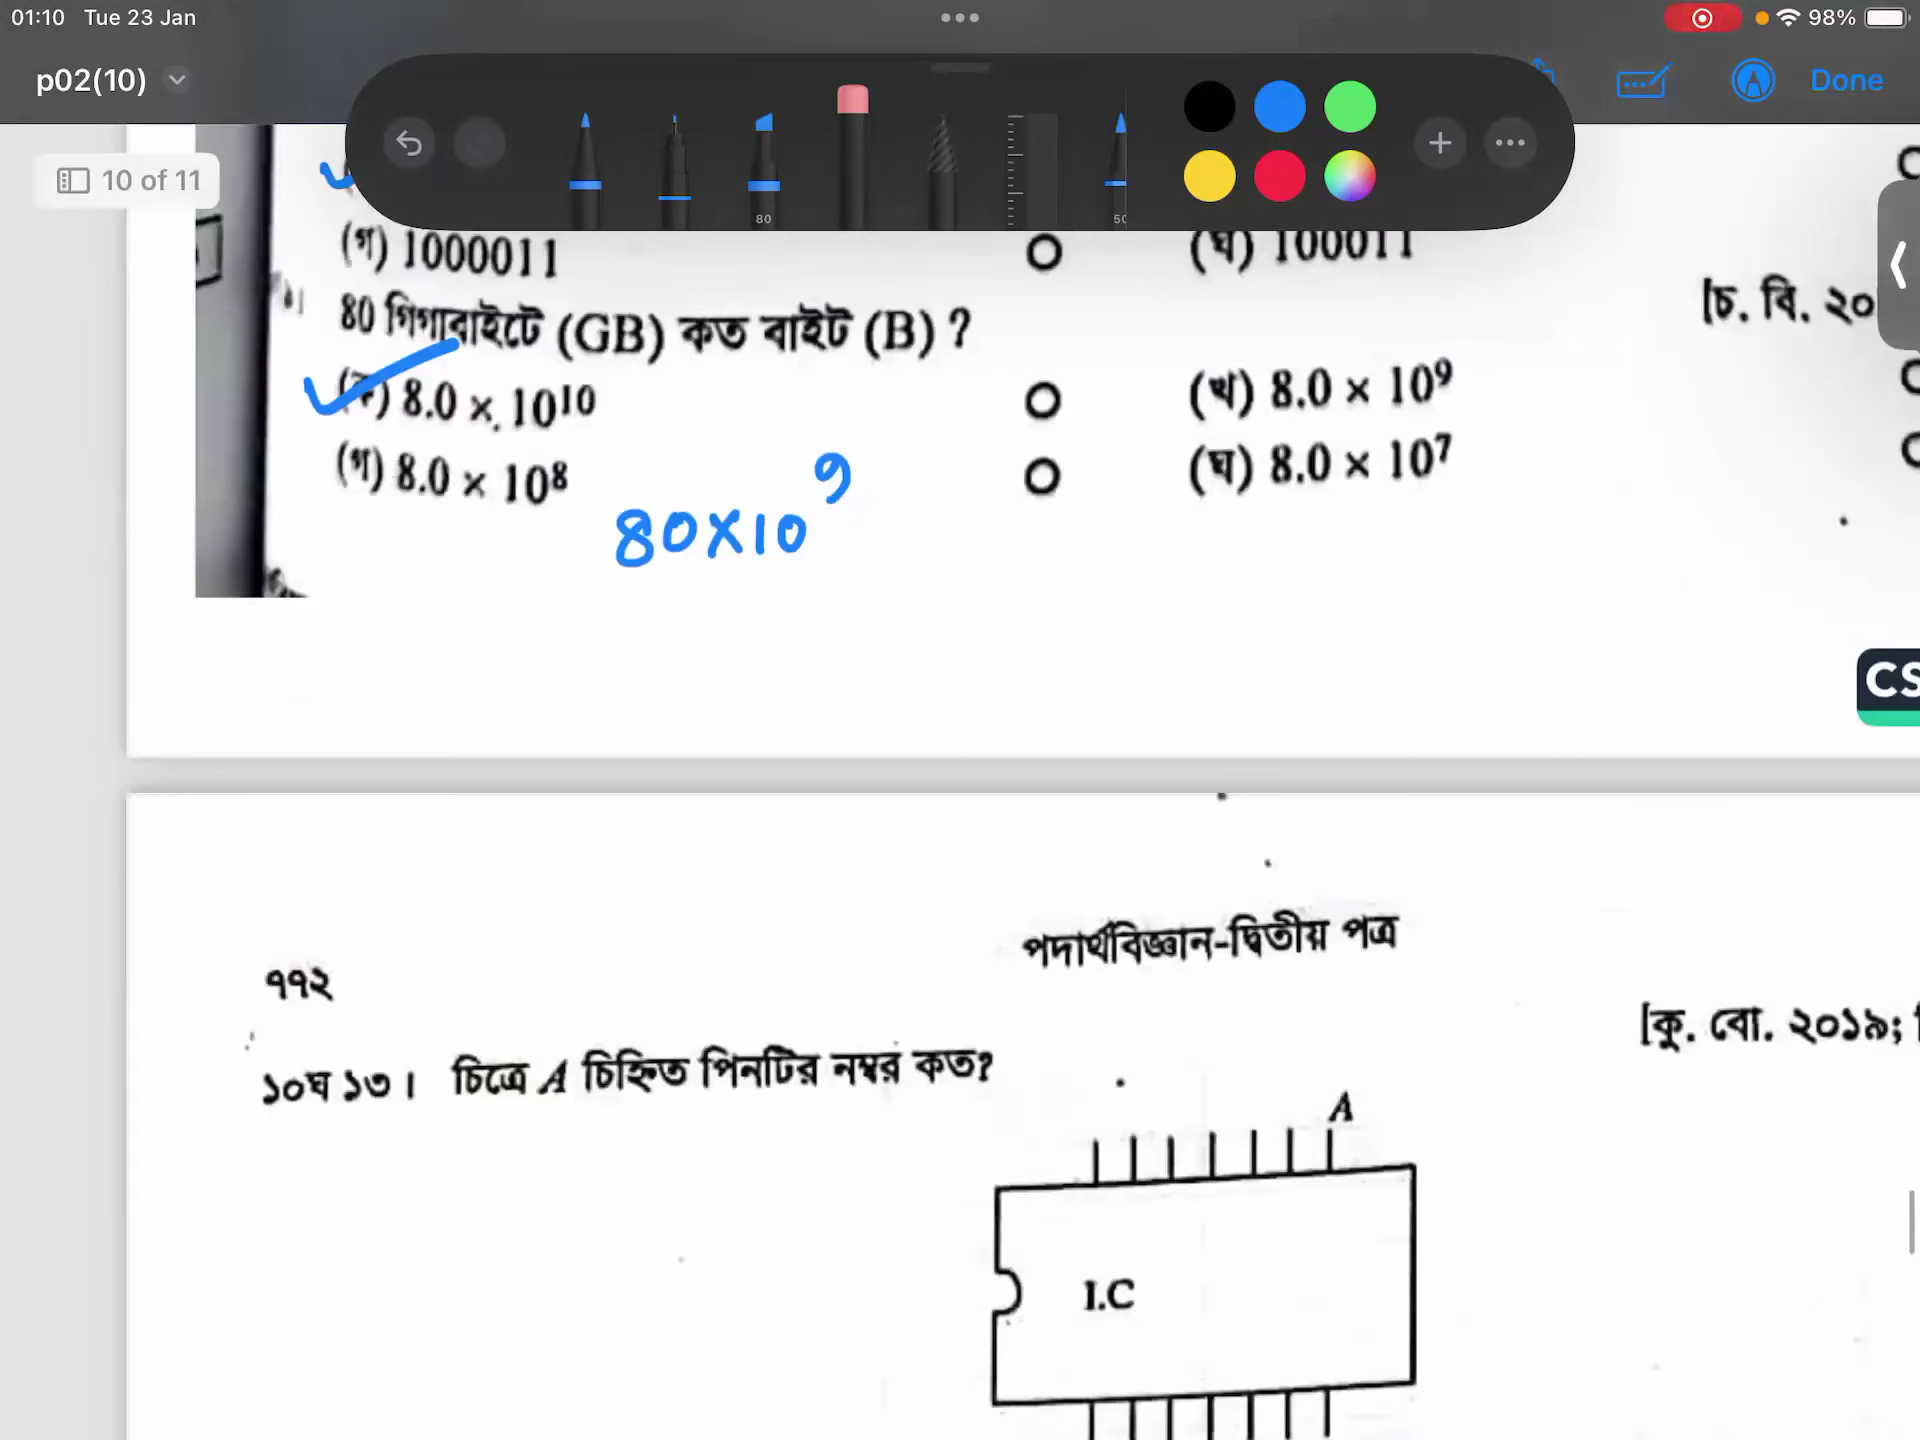 01:10 Tue 23 Jan
98%
p02(10)
Done
10 of 11
80
50
(গ) 1000011
(ঘ) 100011
80 গিগাবাইটে (GB) কত বাইট (B) ?
[চ. বি. ২০
(ক) 8.0 × 10¹⁰
(খ) 8.0 × 10⁹
(গ) 8.0 × 10⁸
(ঘ) 8.0 × 10⁷
80X10⁹
CS
৭৭২
পদার্থবিজ্ঞান-দ্বিতীয় পত্র
[কু. বো. ২০১৯;
১০ঘ ১৩। চিত্রে A চিহ্নিত পিনটির নম্বর কত?
A
I.C